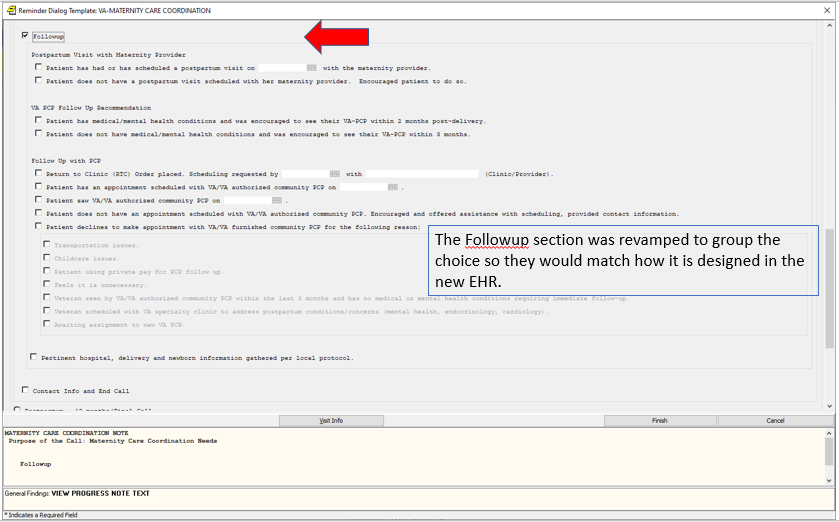 Reminder Dialog Template: VA-MATERNITY CARE COORDINATION
Followup
Postpartum Visit with Maternity Provider
Patient has had or has scheduled a postpartum visit on with the maternity provider.
Patient does not have a postpartum visit scheduled with her maternity provider. Encouraged patient to do so.
VA PCP Follow Up Recommendation
Patient has medical/mental health conditions and was encouraged to see their VA-PCP within 2 months post-delivery.
Patient does not have medical/mental health conditions and was encouraged to see their VA-PCP within 3 months.
Follow Up with PCP
Return to Clinic (RTC) Order placed. Scheduling requested by with (Clinic/Provider).
Patient has an appointment scheduled with VA/VA authorized community PCP on .
Patient saw VA/VA authorized community PCP on .
Patient does not have an appointment scheduled with VA/VA authorized community PCP. Encouraged and offered assistance with scheduling, provided contact information.
Patient declines to make appointment with VA/VA furnished community PCP for the following reason:
The Followup section was revamped to group the
choice so they would match how it is designed in the
new EHR.
Transportation issues.
Childcare issues.
Patient using private pay for PCP follow up.
Feels it is unnecessary.
Veteran seen by VA/VA authorized community PCP within the last 3 months and has no medical or mental health conditions requiring immediate follow-up.
Veteran scheduled with VA specialty clinic to address postpartum conditions/concerns (mental health, endocrinology, cardiology).
Awaiting assignment to new VA PCP.
Pertinent hospital, delivery and newborn information gathered per local protocol.
Contact Info and End Call
Postpartum - 12 months/Final Call
Visit Info
Finish
Cancel
MATERNITY CARE COORDINATION NOTE
Purpose of the Call: Maternity Care Coordination Needs
Followup
General Findings: VIEW PROGRESS NOTE TEXT
* Indicates a Required Field